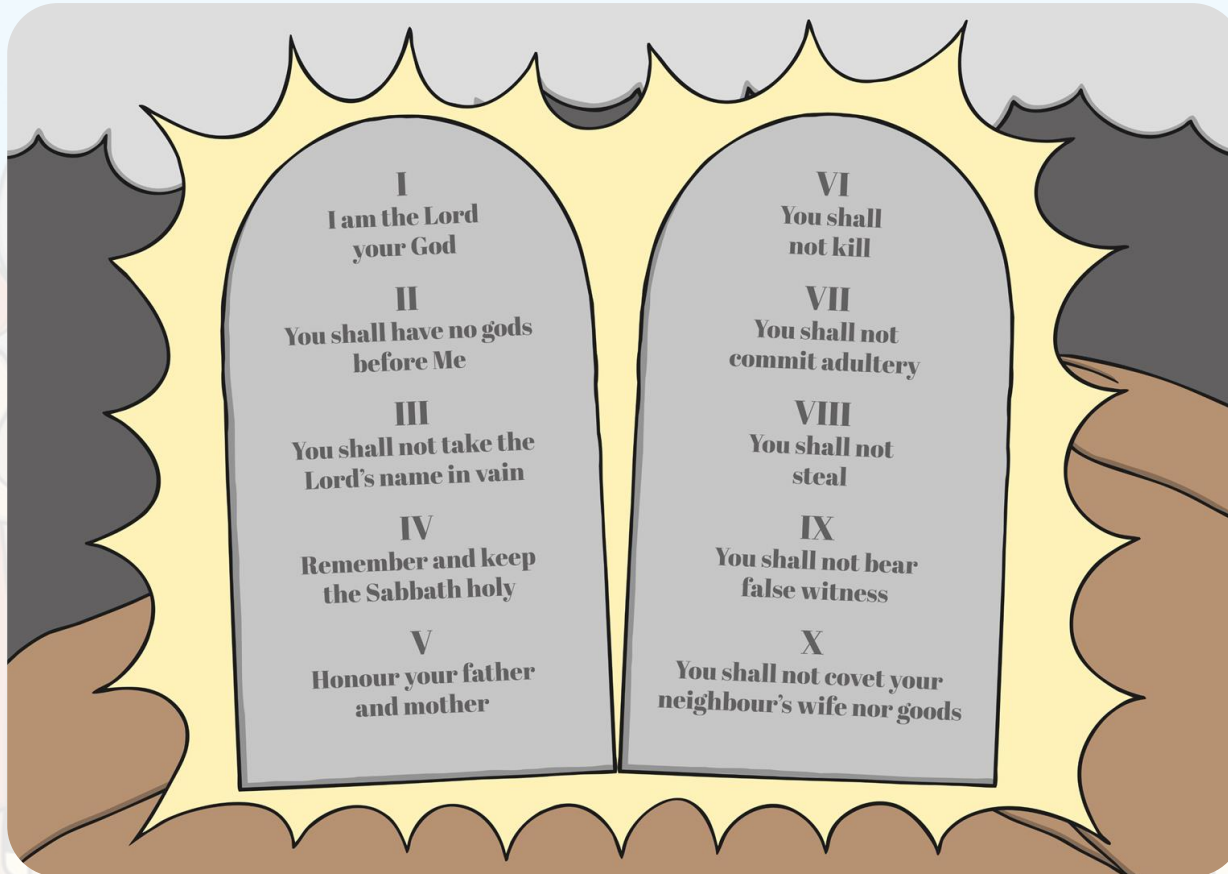 I
I am the Lord
your God
II
You shall have no gods
before Me
III
You shall not take the
Lord's name in vain
IV
Remember and keep
the Sabbath holy
V
Honour your father
and mother
VI
You shall
not kill
VII
You shall not
commit adultery
VIII
You shall not
steal
IX
You shall not bear
false witness
X
You shall not covet your
neighbour's wife nor goods